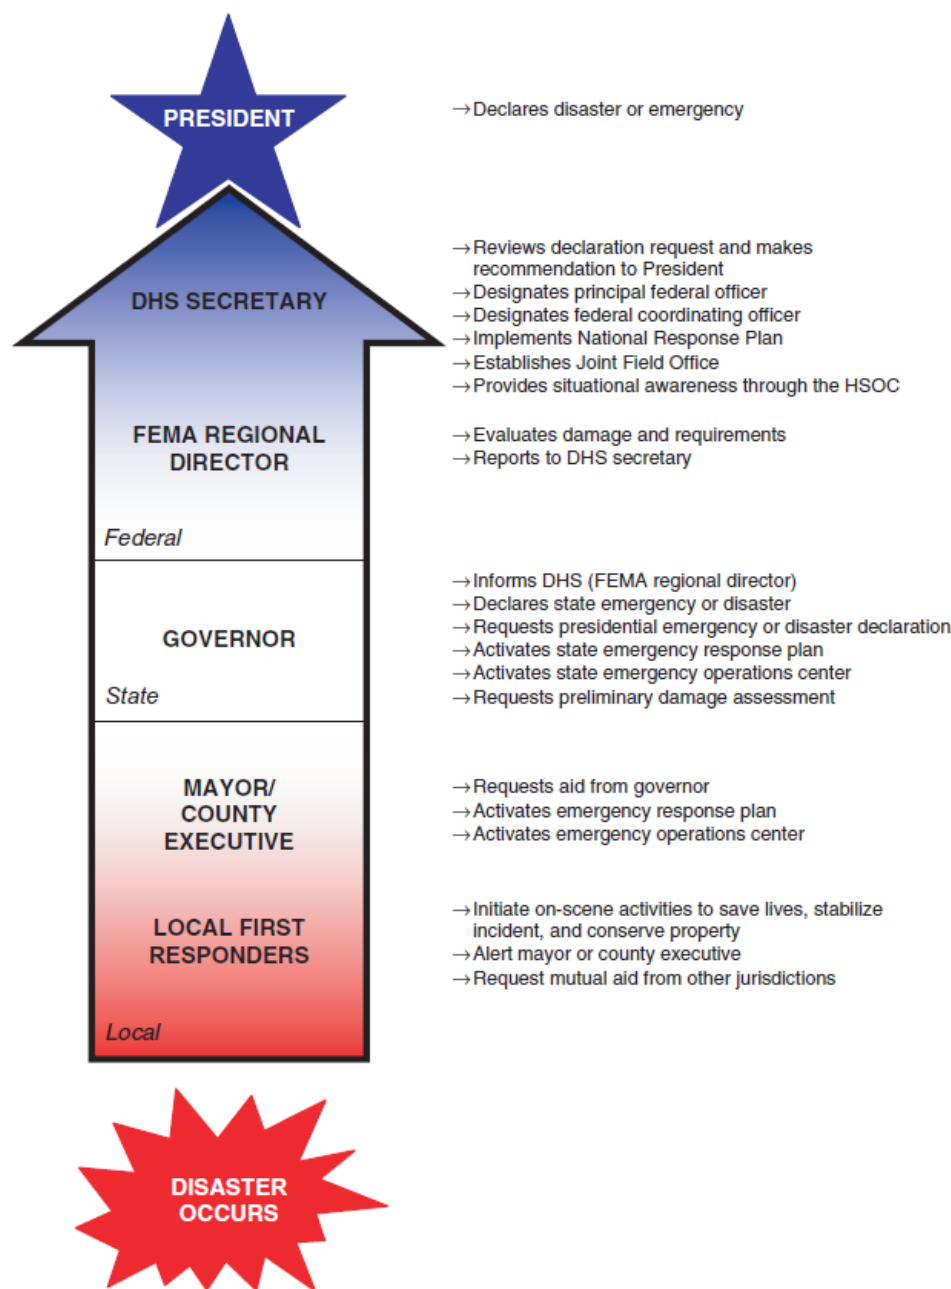 PRESIDENT
→Declares disaster or emergency
DHS SECRETARY
→Reviews declaration request and makes
recommendation to President
→Designates principal federal officer
→Designates federal coordinating officer
→Implements National Response Plan
→Establishes Joint Field Office
→Provides situational awareness through the HSOC
FEMA REGIONAL
DIRECTOR
→Evaluates damage and requirements
→Reports to DHS secretary
Federal
GOVERNOR
→Informs DHS (FEMA regional director)
→Declares state emergency or disaster
→Requests presidential emergency or disaster declaration
→Activates state emergency response plan
→Activates state emergency operations center
→Requests preliminary damage assessment
State
MAYOR/
COUNTY
EXECUTIVE
→Requests aid from governor
→Activates emergency response plan
→Activates emergency operations center
LOCAL FIRST
RESPONDERS
→Initiate on-scene activities to save lives, stabilize
incident, and conserve property
→Alert mayor or county executive
→Request mutual aid from other jurisdictions
Local
DISASTER
OCCURS